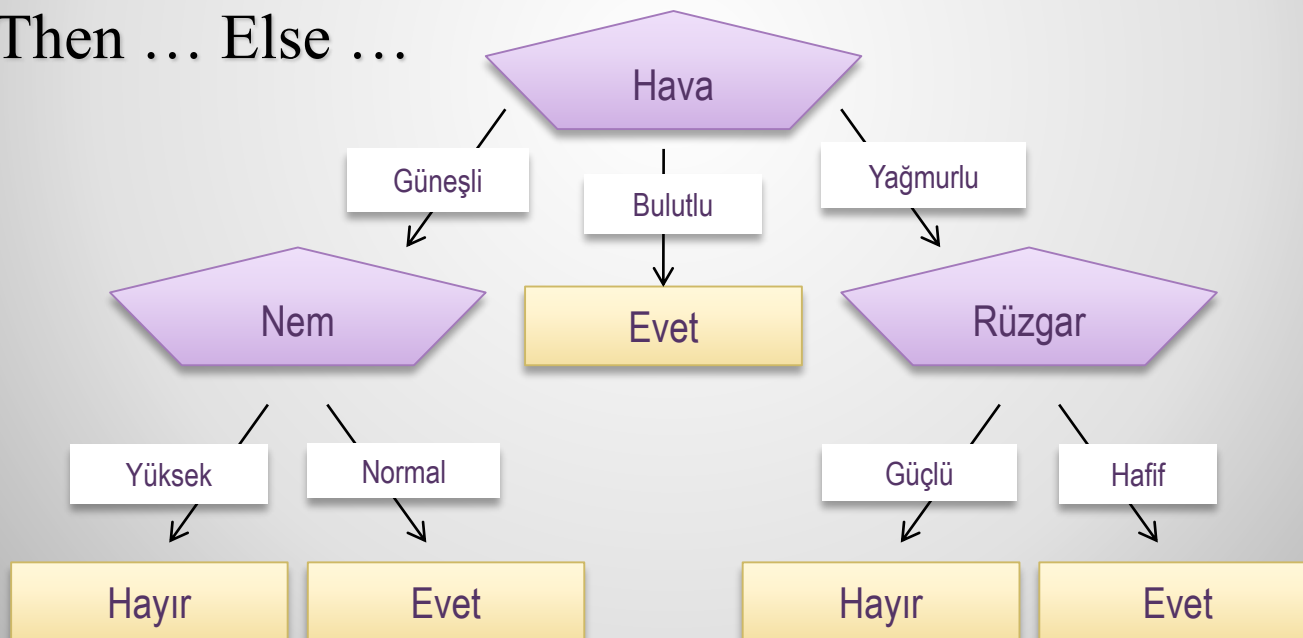 Then … Else …
Hava
Güneşli
Bulutlu
Yağmurlu
Nem
Evet
Rüzgar
Yüksek
Normal
Güçlü
Hafif
Hayır
Evet
Hayır
Evet